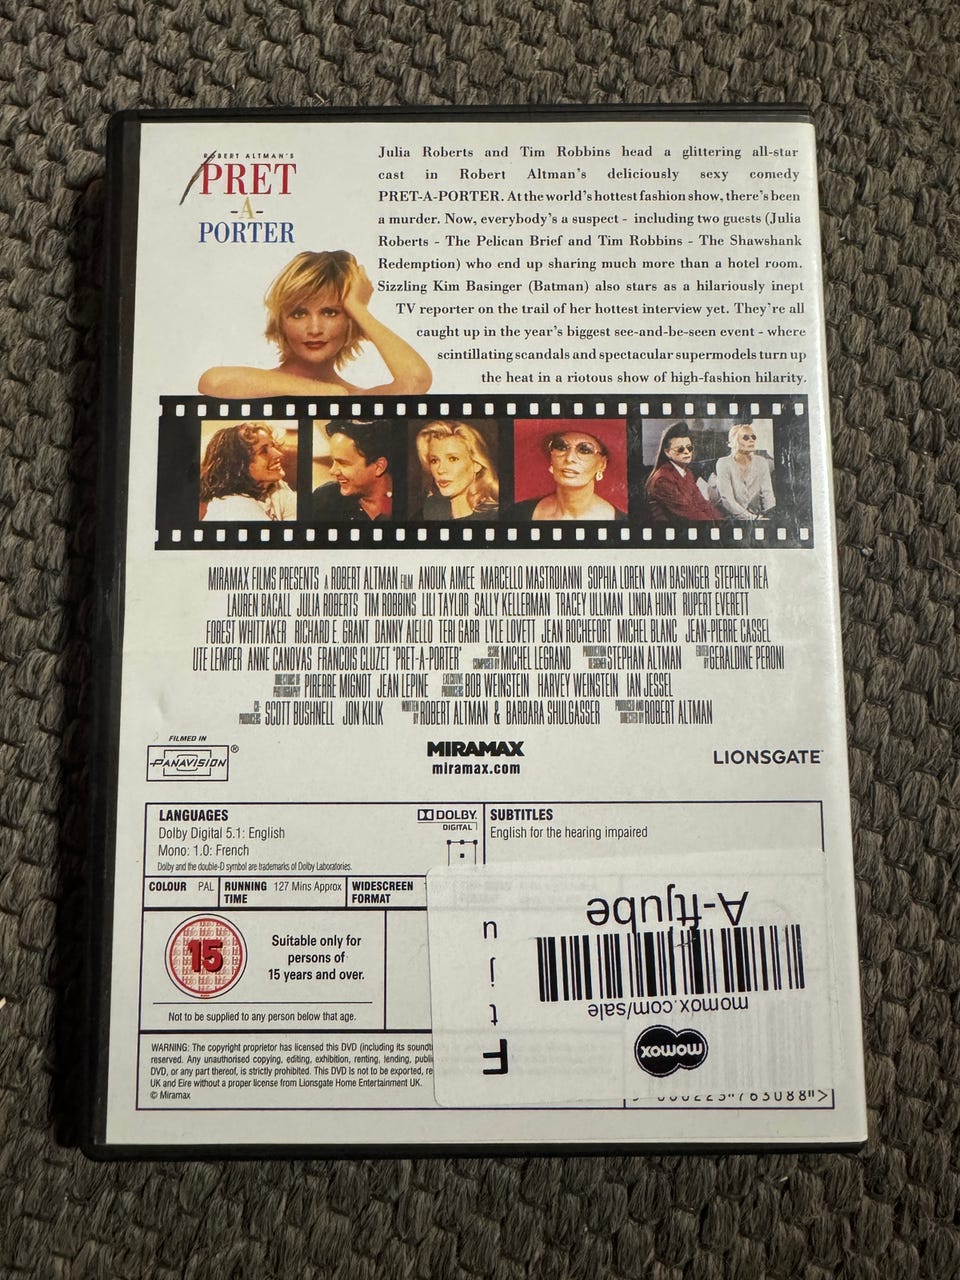 ROBERT ALTMAN'S
PRET
-A-
PORTER
Julia Roberts and Tim Robbins head a glittering all-star
cast in Robert Altman's deliciously sexy comedy
PRET-A-PORTER. At the world's hottest fashion show, there's been
a murder. Now, everybody's a suspect - including two guests (Julia
Roberts - The Pelican Brief and Tim Robbins - The Shawshank
Redemption) who end up sharing much more than a hotel room.
Sizzling Kim Basinger (Batman) also stars as a hilariously inept
TV reporter on the trail of her hottest interview yet. They're all
caught up in the year's biggest see-and-be-seen event - where
scintillating scandals and spectacular supermodels turn up
the heat in a riotous show of high-fashion hilarity.
MIRAMAX FILMS PRESENTS A ROBERT ALTMAN FILM ANOUK AIMEE MARCELLO MASTROIANNI SOPHIA LOREN KIM BASINGER STEPHEN REA
LAUREN BACALL JULIA ROBERTS TIM ROBBINS LILI TAYLOR SALLY KELLERMAN TRACEY ULLMAN LINDA HUNT RUPERT EVERETT
FOREST WHITTAKER RICHARD E. GRANT DANNY AIELLO TERI GARR LYLE LOVETT JEAN ROCHEFORT MICHEL BLANC JEAN-PIERRE CASSEL
UTE LEMPER ANNE CANOVAS FRANCOIS CLUZET "PRET-A-PORTER" SCORE COMPOSED BY MICHEL LEGRAND PRODUCTION DESIGNER STEPHAN ALTMAN EDITED BY GERALDINE PERONI
DIRECTORS OF PHOTOGRAPHY PIRERRE MIGNOT JEAN LEPINE EXECUTIVE PRODUCERS BOB WEINSTEIN HARVEY WEINSTEIN IAN JESSEL
CO-PRODUCERS SCOTT BUSHNELL JON KILIK WRITTEN BY ROBERT ALTMAN & BARBARA SHULGASSER PRODUCED AND DIRECTED BY ROBERT ALTMAN
FILMED IN
PANAVISION®
MIRAMAX
miramax.com
LIONSGATE™
LANGUAGES
Dolby Digital 5.1: English
Mono: 1.0: French
Dolby and the double-D symbol are trademarks of Dolby Laboratories.
DOLBY
DIGITAL
SUBTITLES
English for the hearing impaired
COLOUR PAL
RUNNING TIME 127 Mins Approx
WIDESCREEN
FORMAT
15
Suitable only for
persons of
15 years and over.
Not to be supplied to any person below that age.
WARNING: The copyright proprietor has licensed this DVD (including its soundt
reserved. Any unauthorised copying, editing, exhibition, renting, lending, public
DVD, or any part thereof, is strictly prohibited. This DVD is not to be exported, re
UK and Eire without a proper license from Lionsgate Home Entertainment UK.
© Miramax
A-ftjube
momox.com/sale
momox
F
t
j
u
763088">